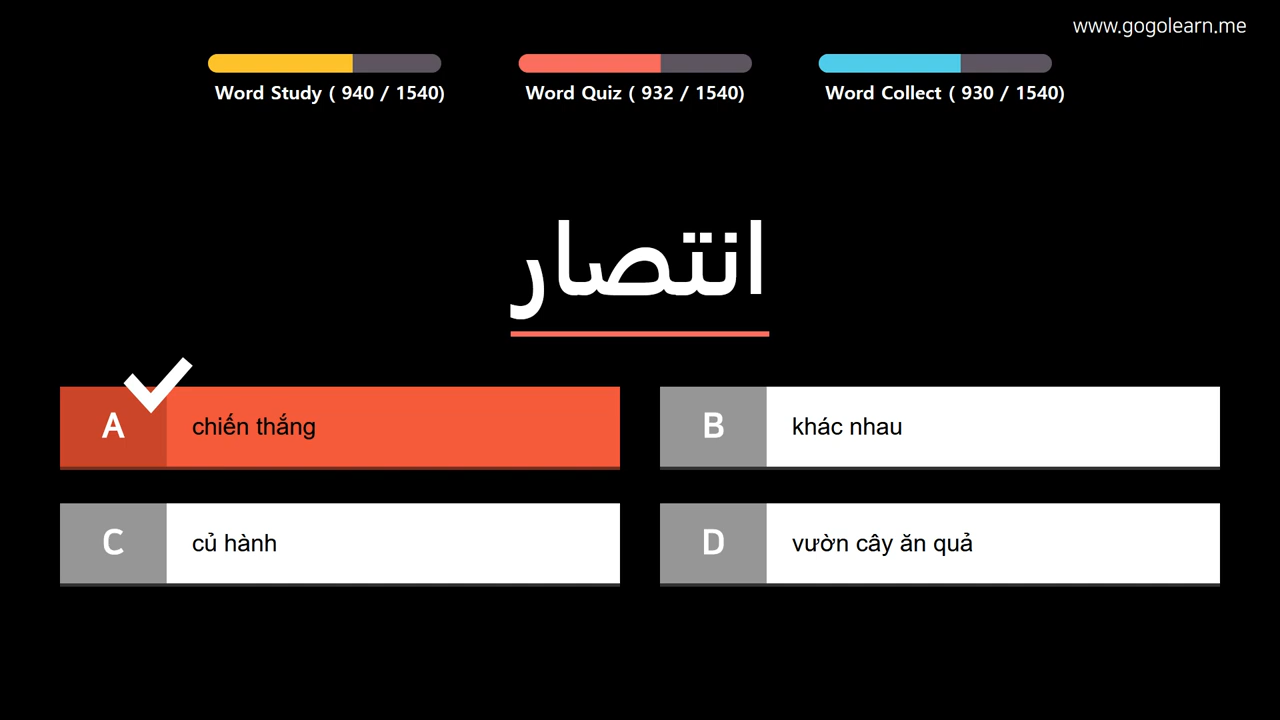 www.gogolearn.me
Word Study ( 940 / 1540)
Word Quiz ( 932 / 1540)
Word Collect ( 930 / 1540)
انتصار
A chiến thắng
B khác nhau
C củ hành
D vườn cây ăn quả